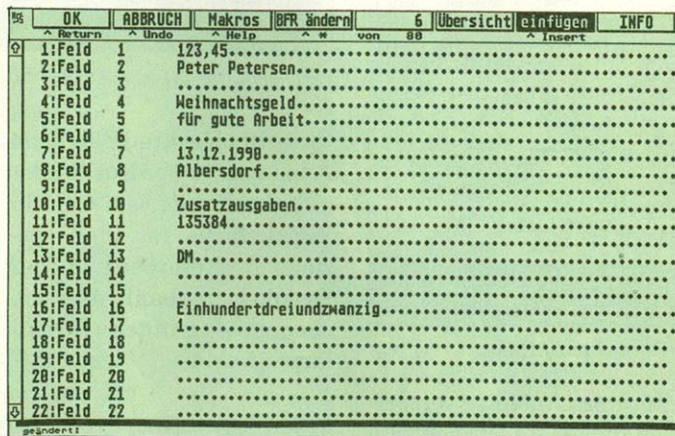 OK ABBRUCH Makros BFR ändern 6 Übersicht einfügen INFO
^ Return ^ Undo ^ Help ^ * von 80 ^ Insert
1:Feld 1 123,45
2:Feld 2 Peter Petersen
3:Feld 3
4:Feld 4 Weihnachtsgeld
5:Feld 5 für gute Arbeit
6:Feld 6
7:Feld 7 13.12.1990
8:Feld 8 Albersdorf
9:Feld 9
10:Feld 10 Zusatzausgaben
11:Feld 11 135384
12:Feld 12
13:Feld 13 DM
14:Feld 14
15:Feld 15
16:Feld 16 Einhundertdreiundzwanzig
17:Feld 17 1
18:Feld 18
19:Feld 19
20:Feld 20
21:Feld 21
22:Feld 22
geändert: